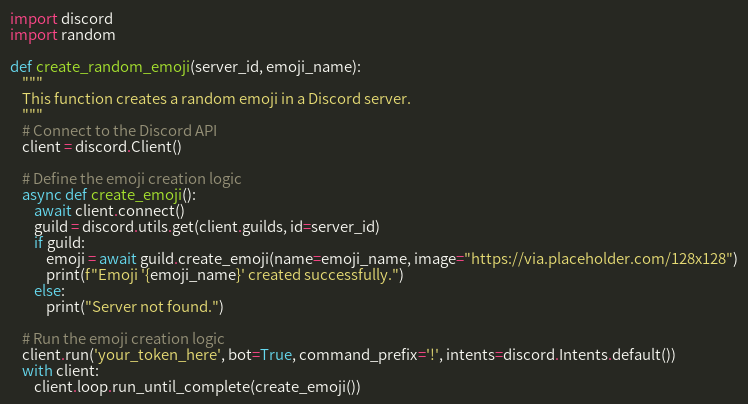 import discord
import random
def create_random_emoji(server_id, emoji_name):
"""
This function creates a random emoji in a Discord server.
"""
# Connect to the Discord API
client = discord.Client()
# Define the emoji creation logic
async def create_emoji():
await client.connect()
guild = discord.utils.get(client.guilds, id=server_id)
if guild:
emoji = await guild.create_emoji(name=emoji_name, image="https://via.placeholder.com/128x128")
print(f"Emoji '{emoji_name}' created successfully.")
else:
print("Server not found.")
# Run the emoji creation logic
client.run('your_token_here', bot=True, command_prefix='!', intents=discord.Intents.default())
with client:
client.loop.run_until_complete(create_emoji())